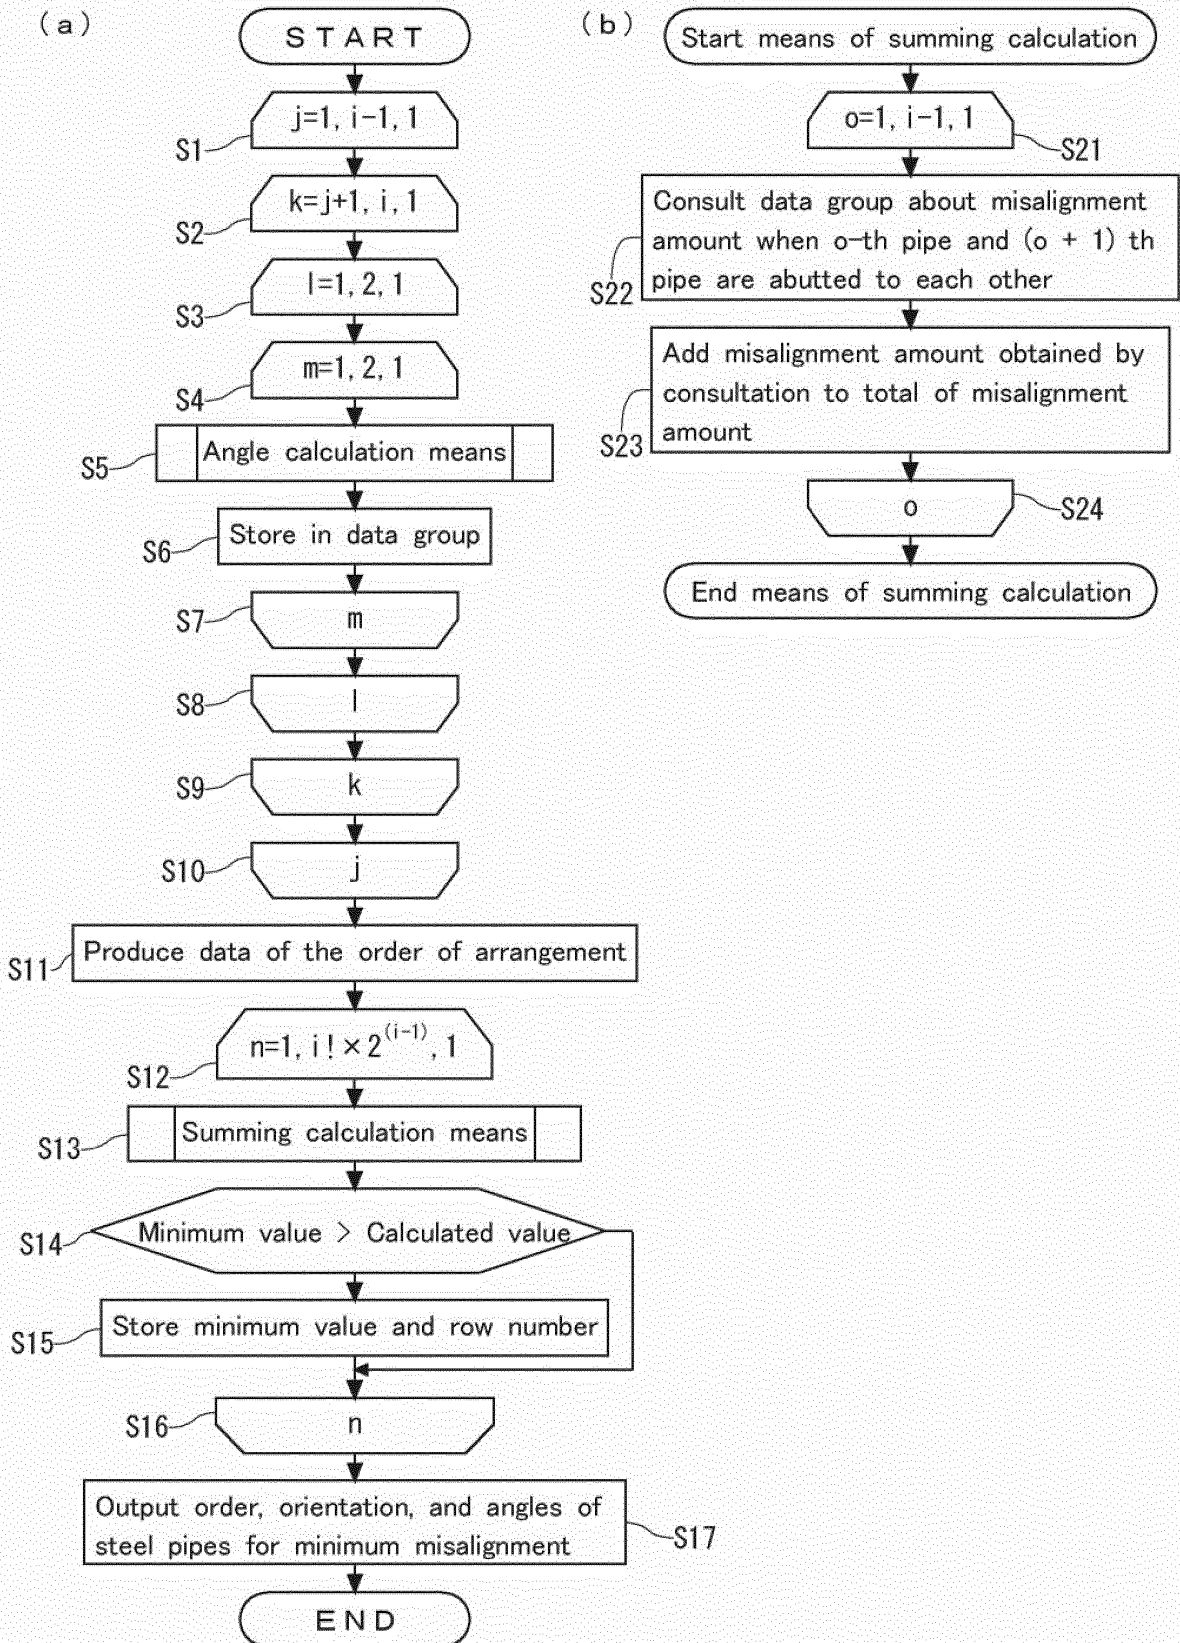 (a)
START
j=1, i-1, 1
S1
k=j+1, i, 1
S2
l=1, 2, 1
S3
m=1, 2, 1
S4
Angle calculation means
S5
Store in data group
S6
m
S7
l
S8
k
S9
j
S10
Produce data of the order of arrangement
S11
n=1, i! × 2^(i-1), 1
S12
Summing calculation means
S13
Minimum value > Calculated value
S14
Store minimum value and row number
S15
n
S16
Output order, orientation, and angles of
steel pipes for minimum misalignment
S17
END
(b)
Start means of summing calculation
o=1, i-1, 1
S21
Consult data group about misalignment
amount when o-th pipe and (o + 1) th
pipe are abutted to each other
S22
Add misalignment amount obtained by
consultation to total of misalignment
amount
S23
o
S24
End means of summing calculation